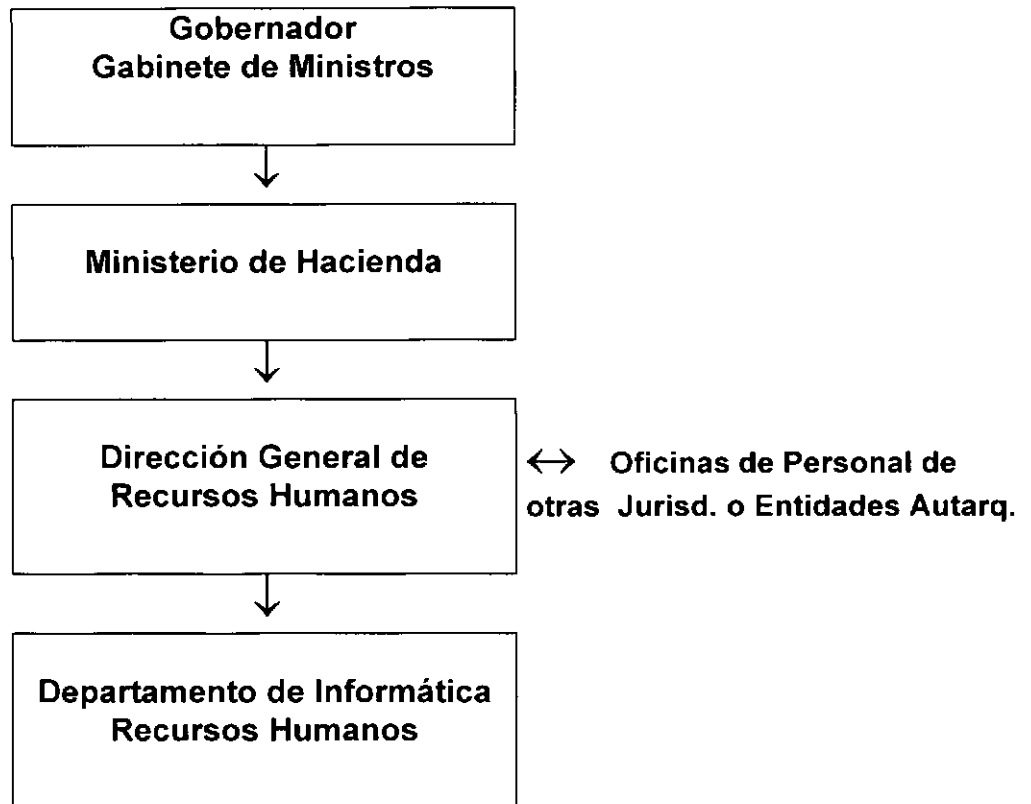 Gobernador
Gabinete de Ministros
Ministerio de Hacienda
Dirección General de
Recursos Humanos
↔ Oficinas de Personal de
otras Jurisd. o Entidades Autarq.
Departamento de Informática
Recursos Humanos